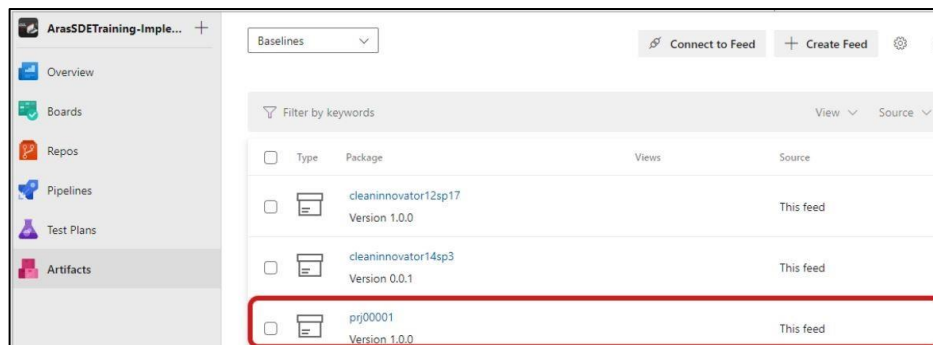 ArasSDETraining-Imple... +
Overview
Boards
Repos
Pipelines
Test Plans
Artifacts
Baselines
Connect to Feed
+ Create Feed
Filter by keywords
View
Source
Type Package Views Source
cleaninnovator12sp17
Version 1.0.0
This feed
cleaninnovator14sp3
Version 0.0.1
This feed
prj00001
Version 1.0.0
This feed